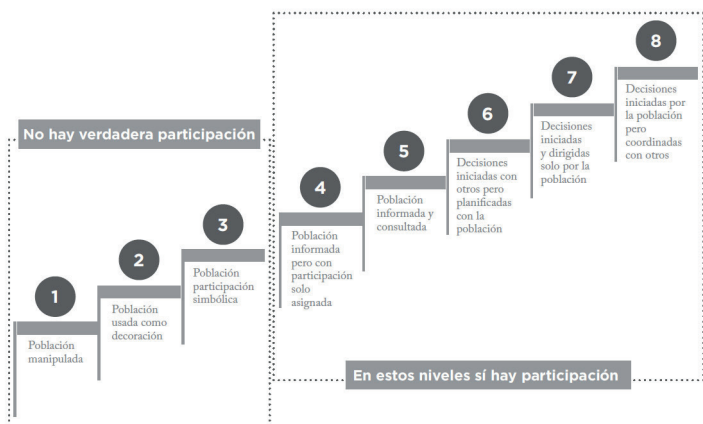 No hay verdadera participación
1
Población
manipulada
2
Población
usada como
decoración
3
Población
participación
simbólica
4
Población
informada
pero con
participación
solo
asignada
5
Población
informada y
consultada
6
Decisiones
iniciadas con
otros pero
planificadas
con la
población
7
Decisiones
iniciadas
y dirigidas
solo por la
población
8
Decisiones
iniciadas por
la población
pero
coordinadas
con otros
En estos niveles sí hay participación